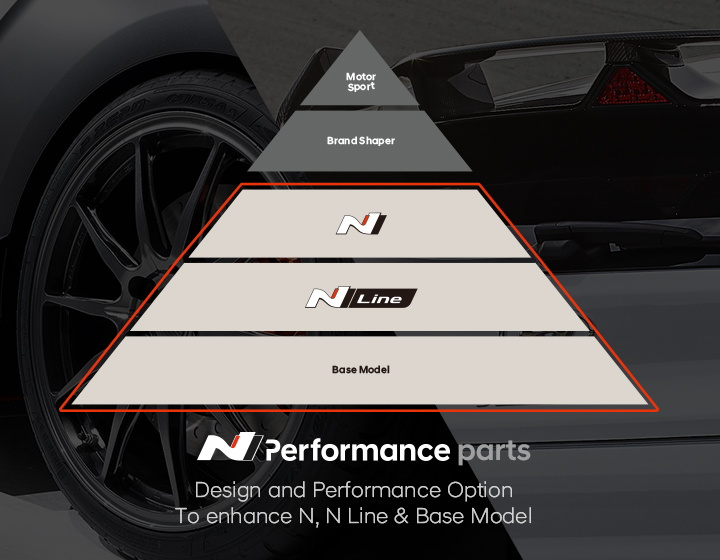 Motor
sport
Brand Shaper
N
N Line
Base Model
N Performance parts
Design and Performance Option
To enhance N, N Line & Base Model